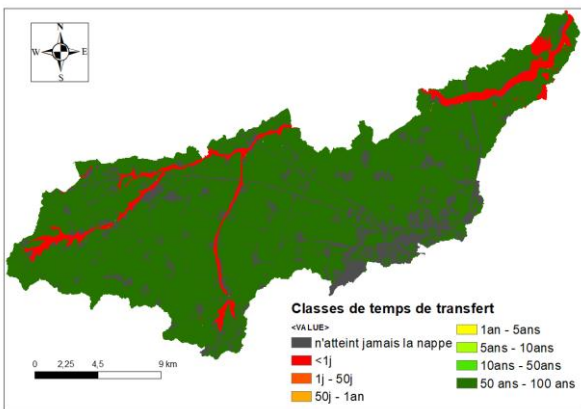 N
W E
S
Classes de temps de transfert
<VALUE>
n'atteint jamais la nappe
<1j
1j - 50j
50j - 1an
1an - 5ans
5ans - 10ans
10ans - 50ans
50 ans - 100 ans
0 2,25 4,5 9 km